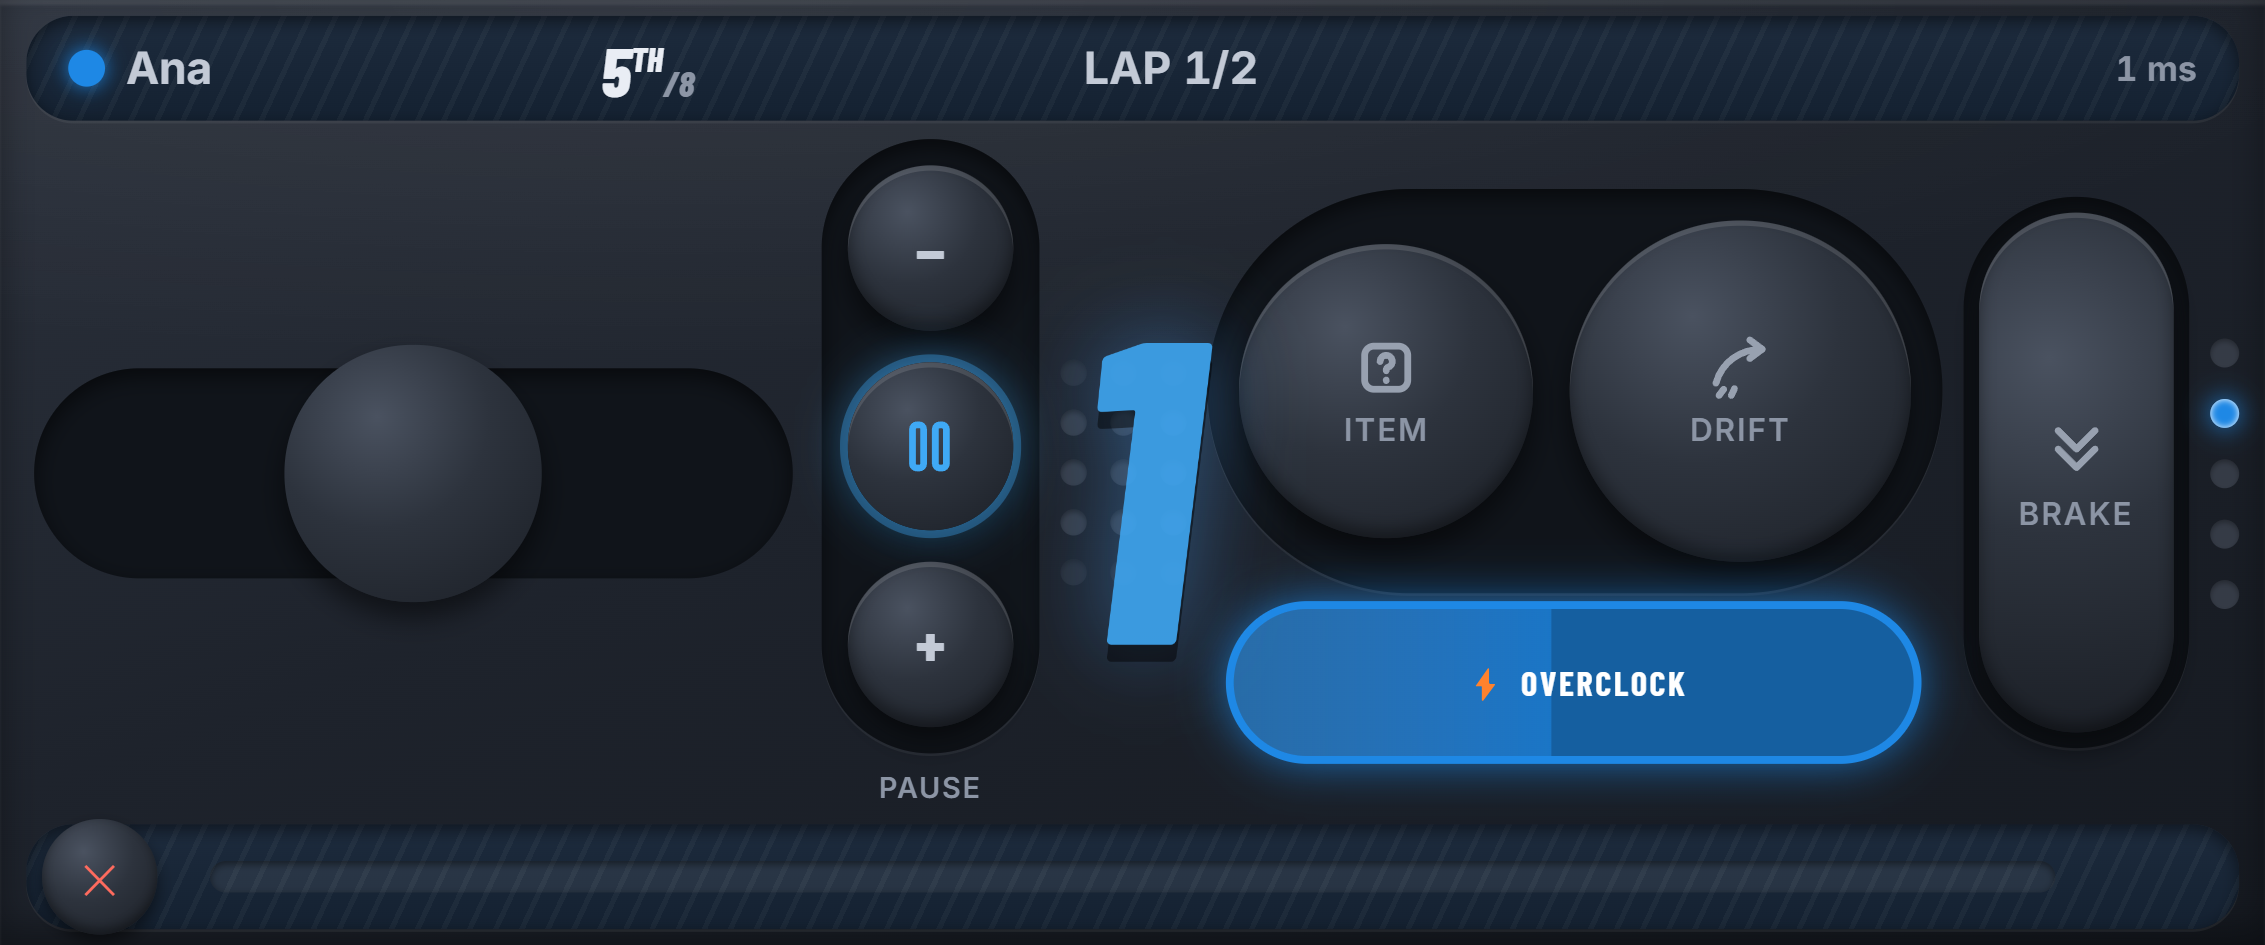 Ana
5TH/8
LAP 1/2
1 ms
−
+
PAUSE
1
ITEM
DRIFT
OVERCLOCK
BRAKE